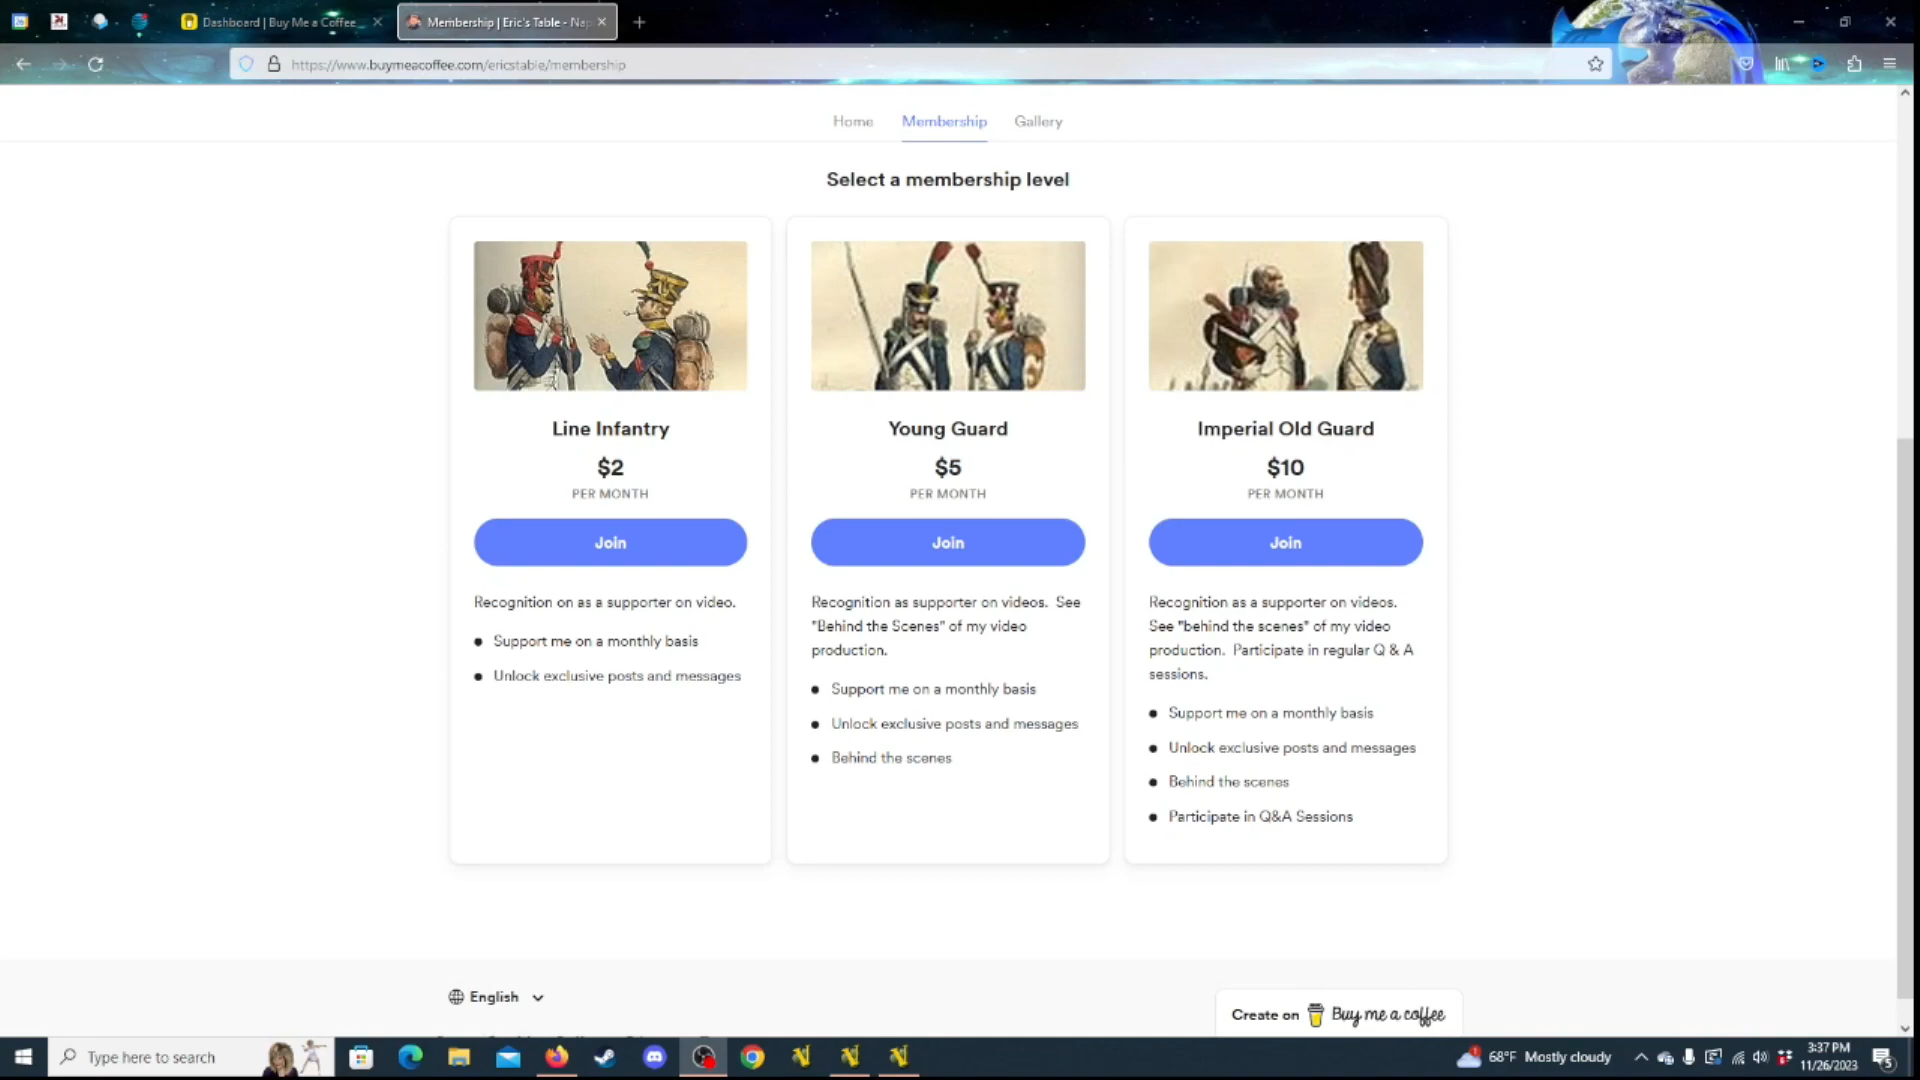 Dashboard | Buy Me a Coffee
Membership | Eric's Table - Nap
https://www.buymeacoffee.com/ericstable/membership
Home Membership Gallery
Select a membership level
Line Infantry
$2
PER MONTH
Join
Recognition on as a supporter on video.
Support me on a monthly basis
Unlock exclusive posts and messages
Young Guard
$5
PER MONTH
Join
Recognition as supporter on videos. See
"Behind the Scenes" of my video
production.
Support me on a monthly basis
Unlock exclusive posts and messages
Behind the scenes
Imperial Old Guard
$10
PER MONTH
Join
Recognition as a supporter on videos.
See "behind the scenes" of my video
production. Participate in regular Q & A
sessions.
Support me on a monthly basis
Unlock exclusive posts and messages
Behind the scenes
Participate in Q&A Sessions
English
Create on Buy me a coffee
Type here to search
68°F Mostly cloudy
3:37 PM
11/26/2023
5